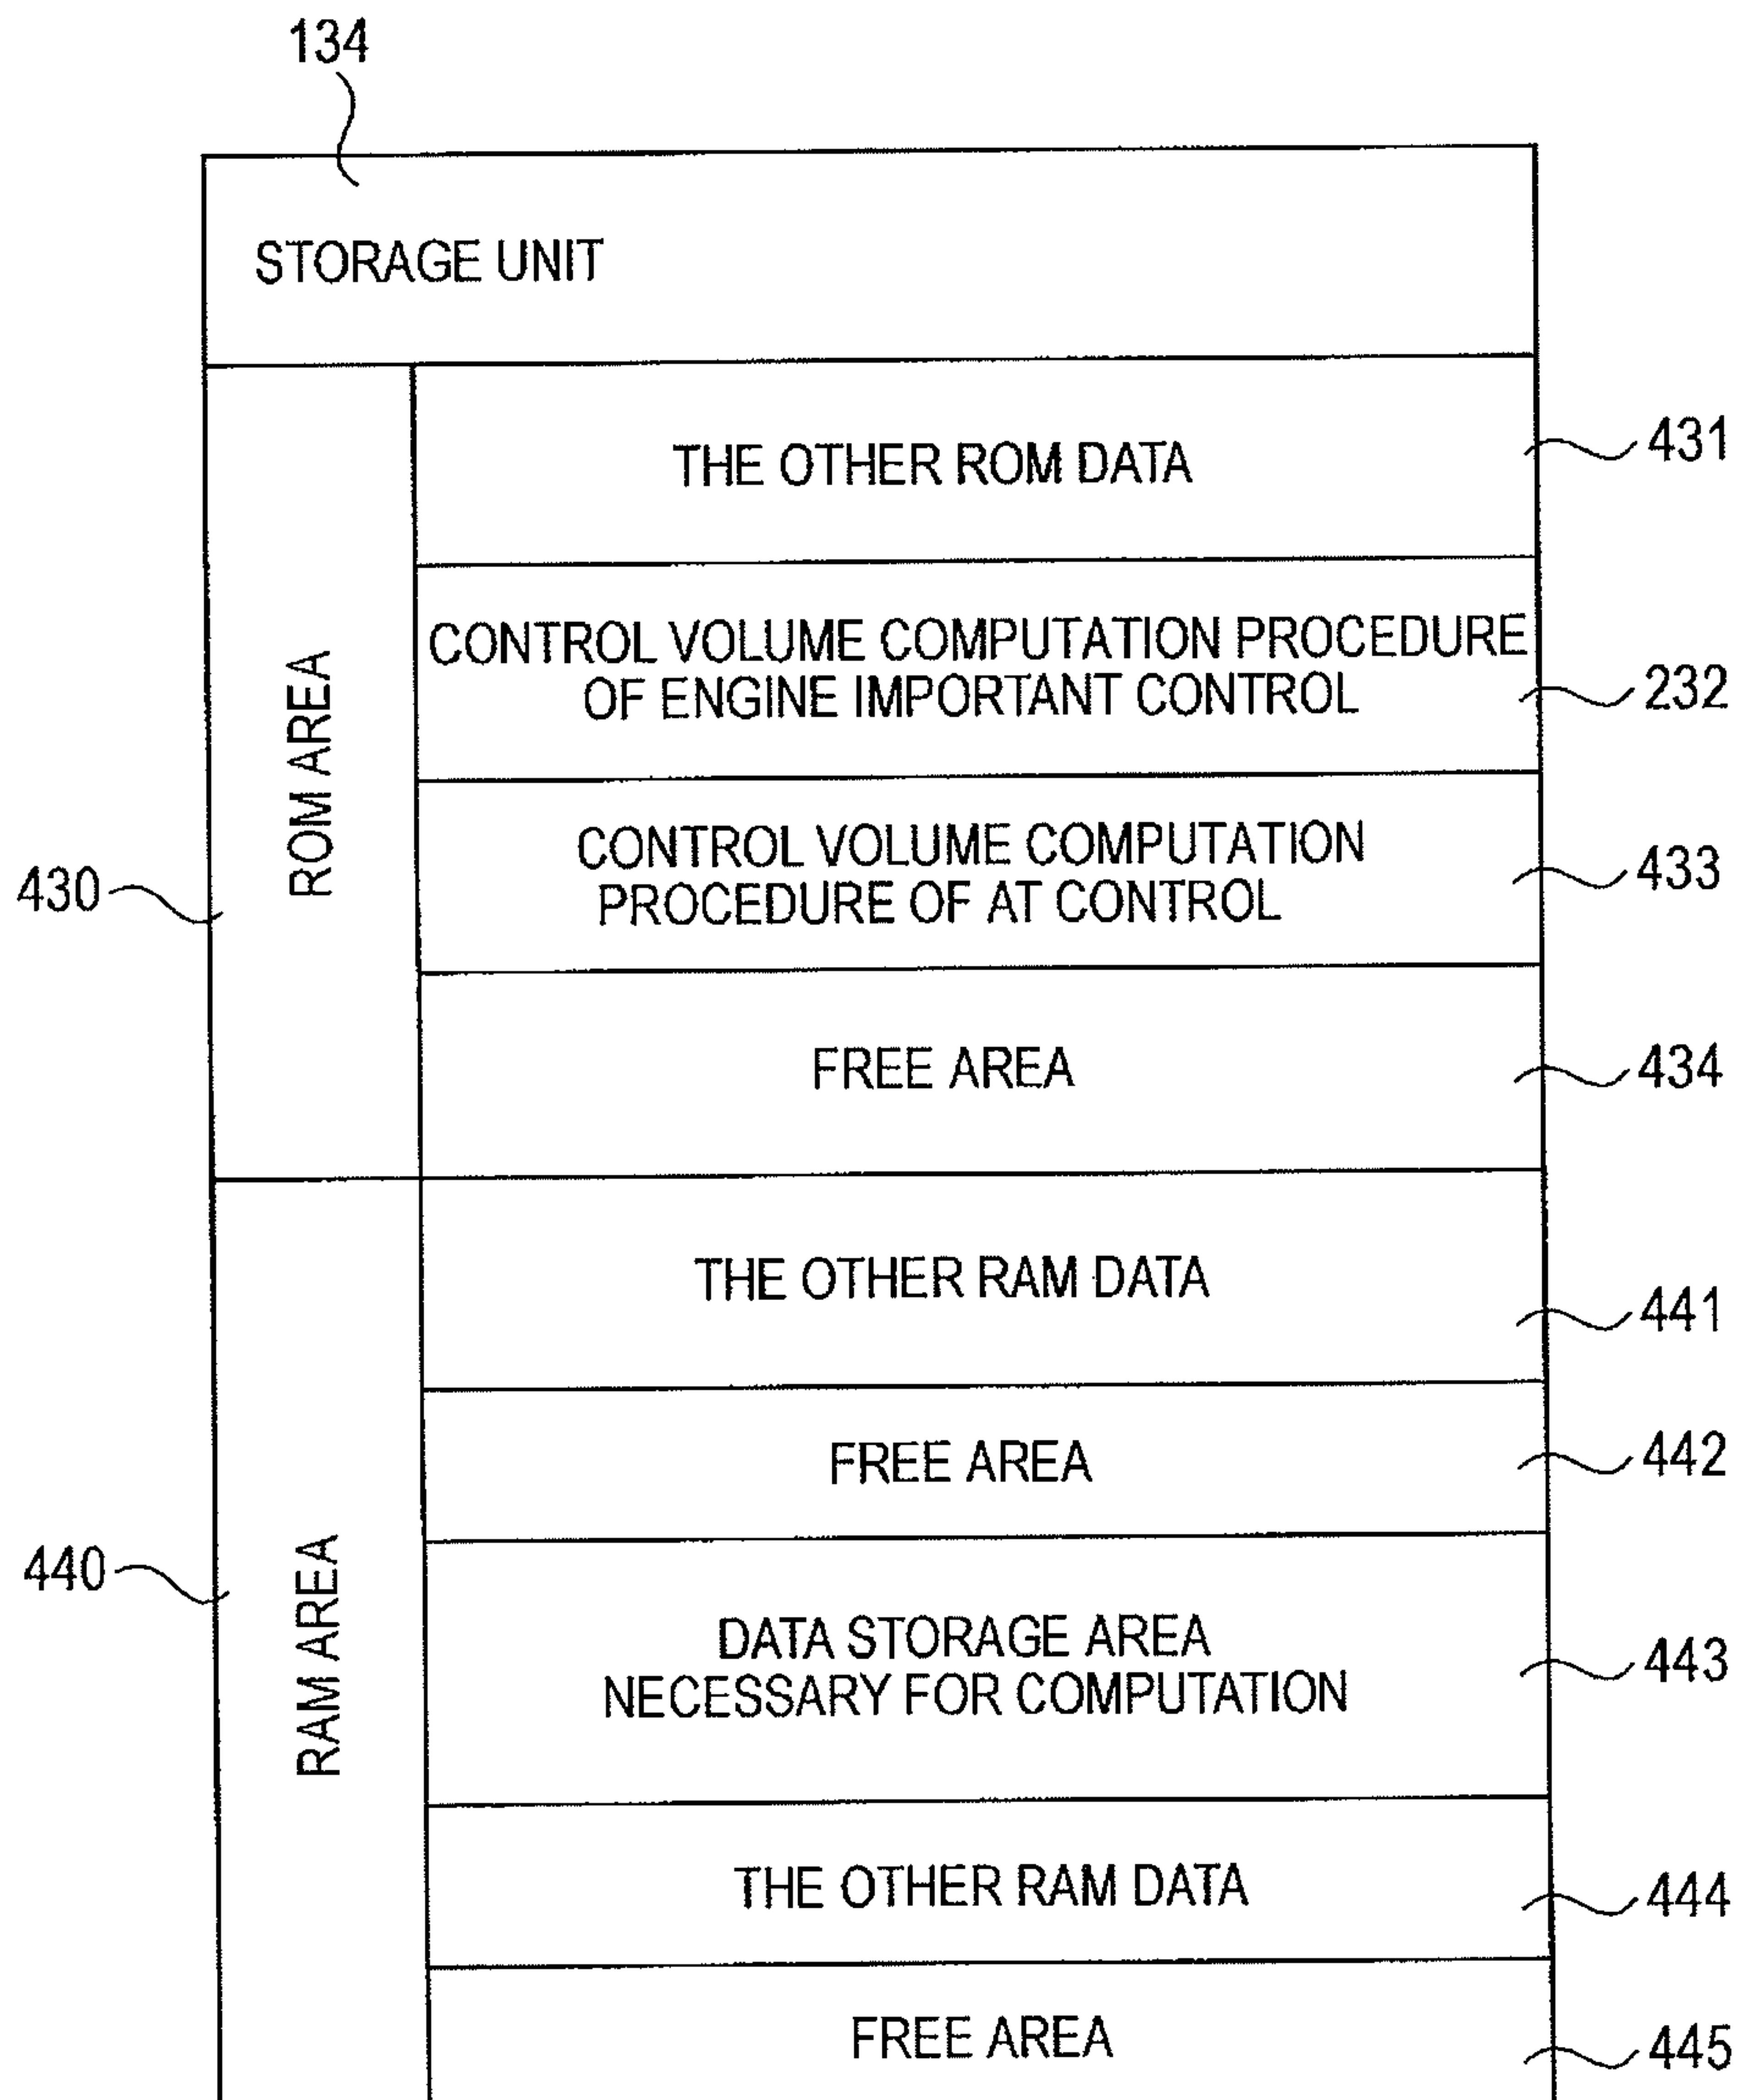 134
STORAGE UNIT
THE OTHER ROM DATA
431
CONTROL VOLUME COMPUTATION PROCEDURE
OF ENGINE IMPORTANT CONTROL
232
ROM AREA
430
CONTROL VOLUME COMPUTATION
PROCEDURE OF AT CONTROL
433
FREE AREA
434
THE OTHER RAM DATA
441
FREE AREA
442
RAM AREA
440
DATA STORAGE AREA
NECESSARY FOR COMPUTATION
443
THE OTHER RAM DATA
444
FREE AREA
445